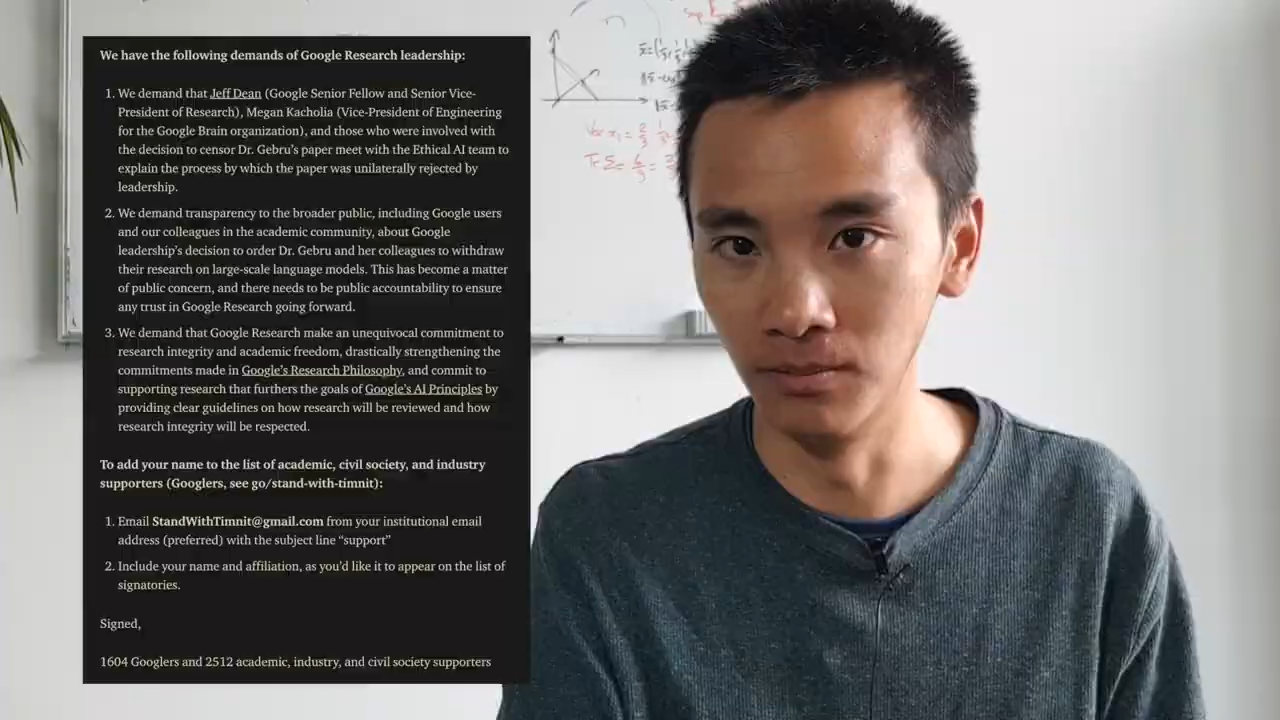 We have the following demands of Google Research leadership:
1. We demand that Jeff Dean (Google Senior Fellow and Senior Vice-
President of Research), Megan Kacholia (Vice-President of Engineering
for the Google Brain organization), and those who were involved with
the decision to censor Dr. Gebru's paper meet with the Ethical AI team to
explain the process by which the paper was unilaterally rejected by
leadership.
2. We demand transparency to the broader public, including Google users
and our colleagues in the academic community, about Google
leadership's decision to order Dr. Gebru and her colleagues to withdraw
their research on large-scale language models. This has become a matter
of public concern, and there needs to be public accountability to ensure
any trust in Google Research going forward.
3. We demand that Google Research make an unequivocal commitment to
research integrity and academic freedom, drastically strengthening the
commitments made in Google's Research Philosophy, and commit to
supporting research that furthers the goals of Google's AI Principles by
providing clear guidelines on how research will be reviewed and how
research integrity will be respected.
To add your name to the list of academic, civil society, and industry
supporters (Googlers, see go/stand-with-timnit):
1. Email StandWithTimnit@gmail.com from your institutional email
address (preferred) with the subject line “support”
2. Include your name and affiliation, as you'd like it to appear on the list of
signatories.
Signed,
1604 Googlers and 2512 academic, industry, and civil society supporters